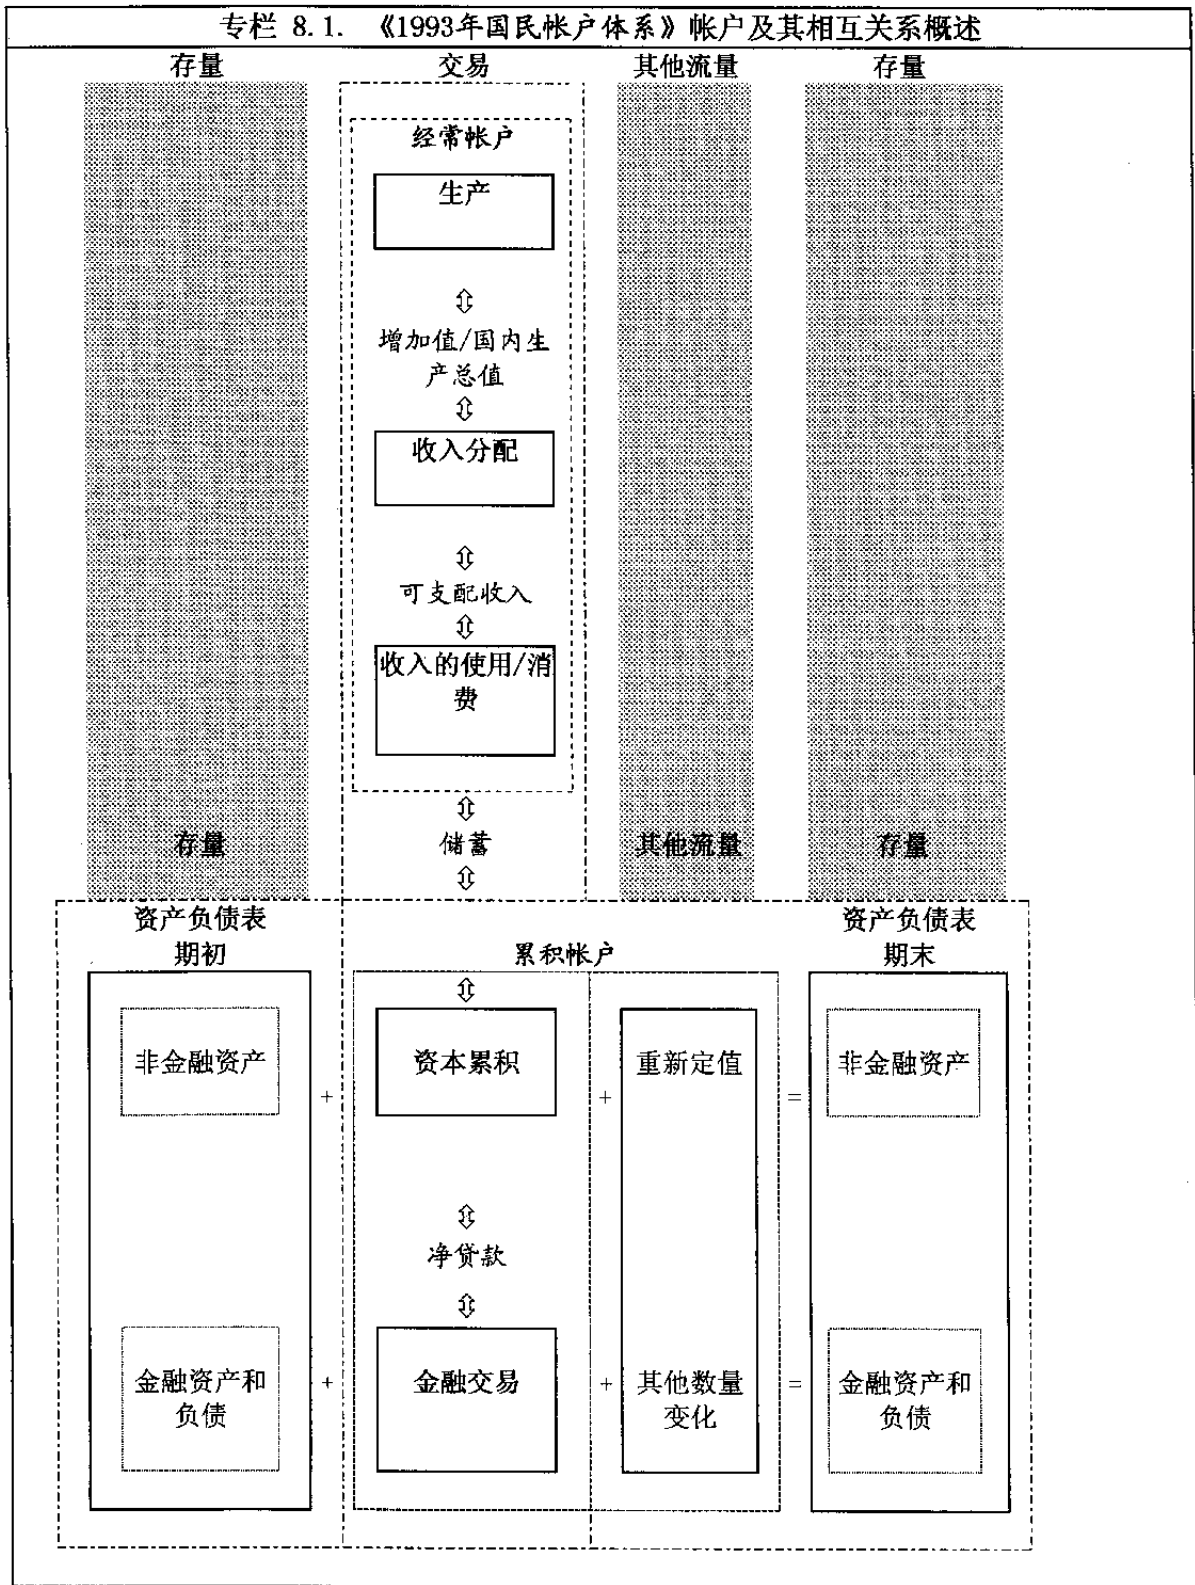 专栏 8.1. 《1993年国民帐户体系》帐户及其相互关系概述
存量 交易 其他流量 存量
经常帐户
生产
增加值/国内生
产总值
收入分配
可支配收入
收入的使用/消
费
存量 储蓄 其他流量 存量
资产负债表 资产负债表
期初 累积帐户 期末
非金融资产 + 资本累积 + 重新定值 = 非金融资产
净贷款
金融资产和 + 金融交易 + 其他数量 = 金融资产和
负债 变化 负债